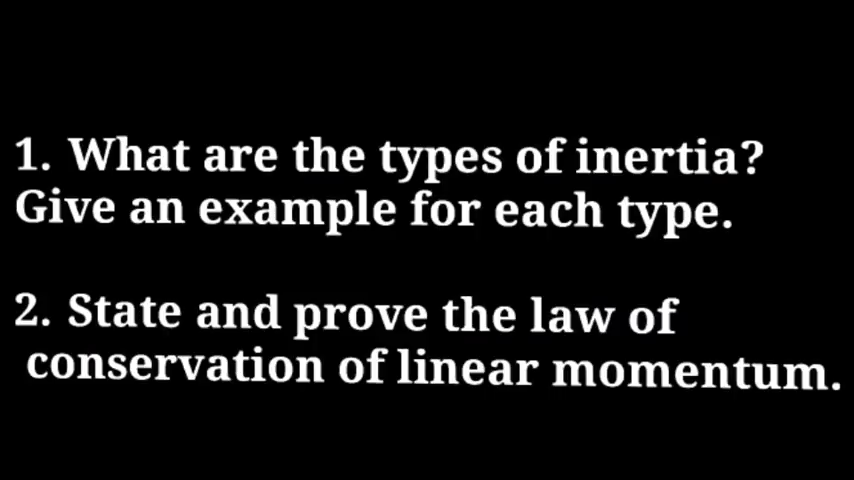 1. What are the types of inertia?
Give an example for each type.
2. State and prove the law of
conservation of linear momentum.